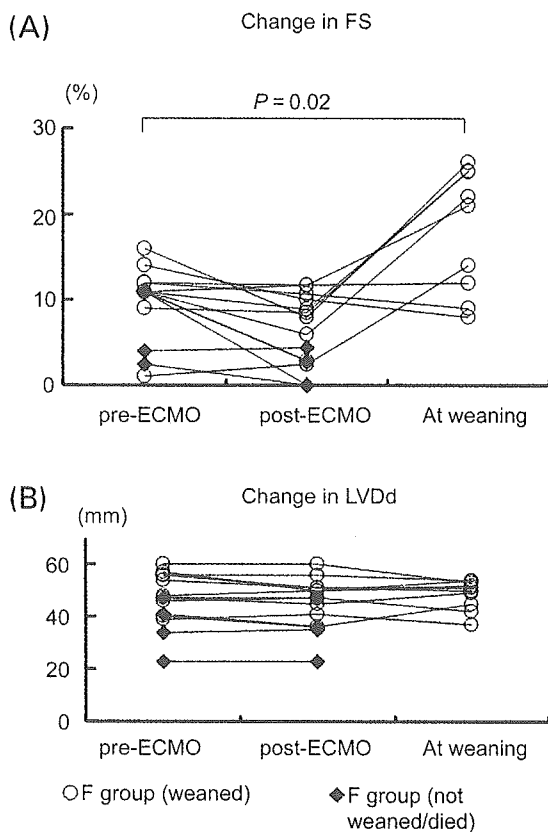 (A)
Change in FS
(%)
P = 0.02
30
20
10
0
pre-ECMO post-ECMO At weaning
(B)
Change in LVDd
(mm)
60
40
20
0
pre-ECMO post-ECMO At weaning
F group (weaned)
F group (not
weaned/died)